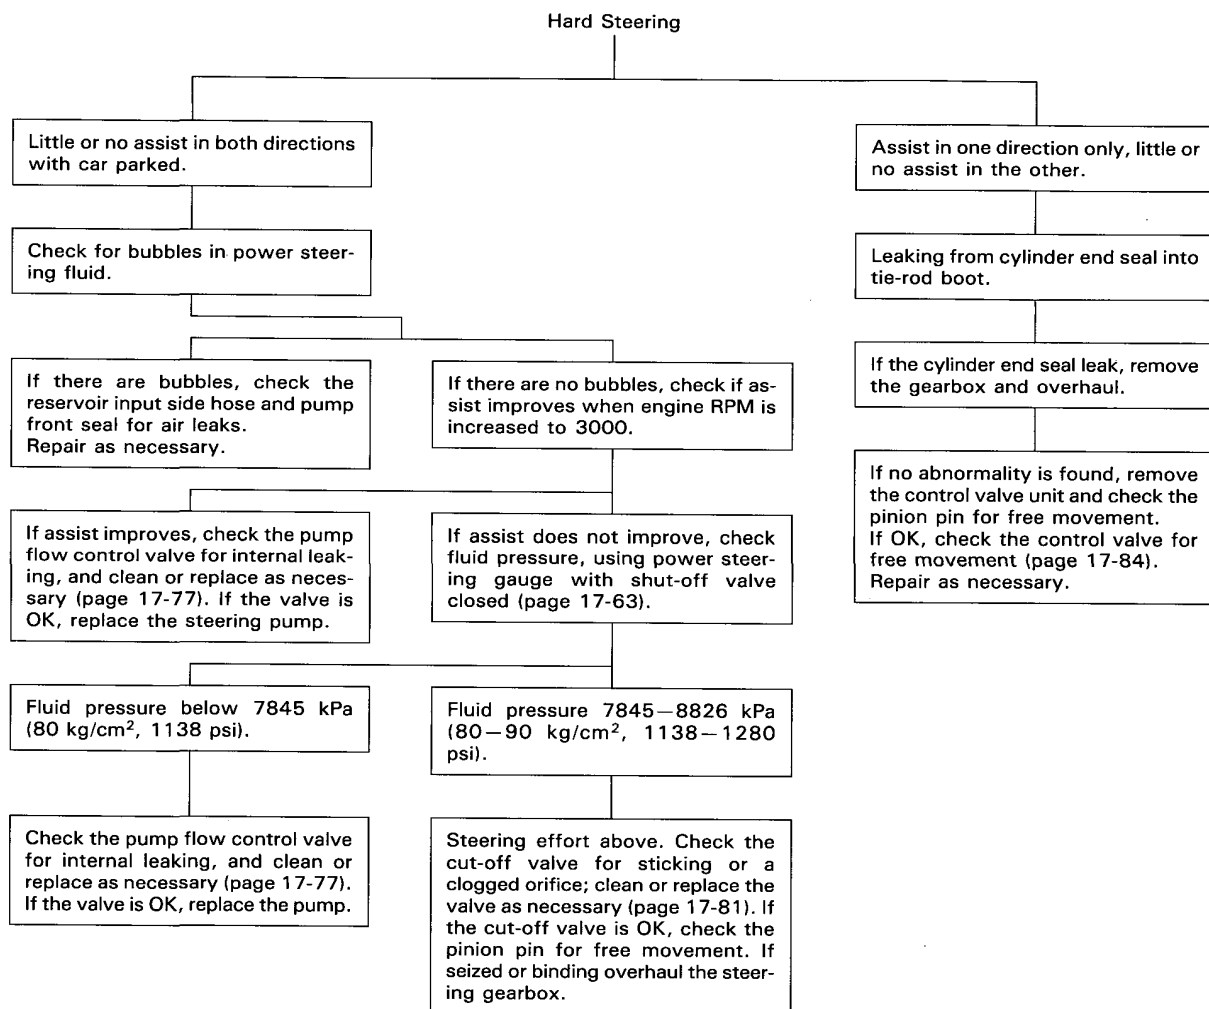 Hard Steering
Little or no assist in both directions
with car parked.
Assist in one direction only, little or
no assist in the other.
Check for bubbles in power steer-
ing fluid.
Leaking from cylinder end seal into
tie-rod boot.
If there are bubbles, check the
reservoir input side hose and pump
front seal for air leaks.
Repair as necessary.
If there are no bubbles, check if as-
sist improves when engine RPM is
increased to 3000.
If the cylinder end seal leak, remove
the gearbox and overhaul.
If no abnormality is found, remove
the control valve unit and check the
pinion pin for free movement.
If OK, check the control valve for
free movement (page 17-84).
Repair as necessary.
If assist improves, check the pump
flow control valve for internal leak-
ing, and clean or replace as neces-
sary (page 17-77). If the valve is
OK, replace the steering pump.
If assist does not improve, check
fluid pressure, using power steer-
ing gauge with shut-off valve
closed (page 17-63).
Fluid pressure below 7845 kPa
(80 kg/cm², 1138 psi).
Fluid pressure 7845—8826 kPa
(80—90 kg/cm², 1138—1280
psi).
Check the pump flow control valve
for internal leaking, and clean or
replace as necessary (page 17-77).
If the valve is OK, replace the pump.
Steering effort above. Check the
cut-off valve for sticking or a
clogged orifice; clean or replace the
valve as necessary (page 17-81). If
the cut-off valve is OK, check the
pinion pin for free movement. If
seized or binding overhaul the steer-
ing gearbox.